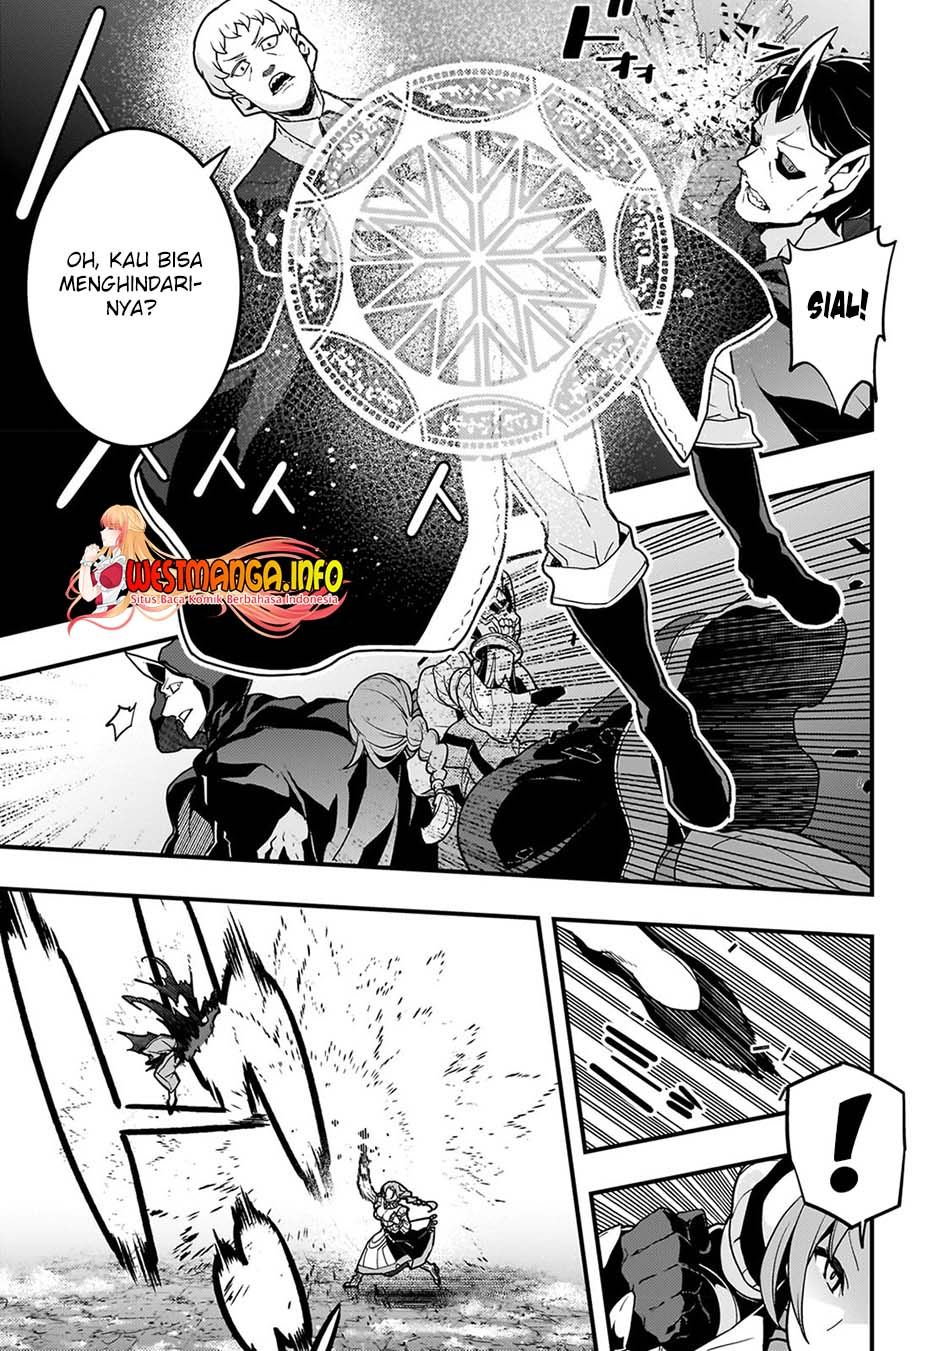 SIAL!
OH, KAU BISA
MENGHINDARI-
NYA?
WESTMANGA.INFO
Situs Baca Komik Berbahasa Indonesia
!